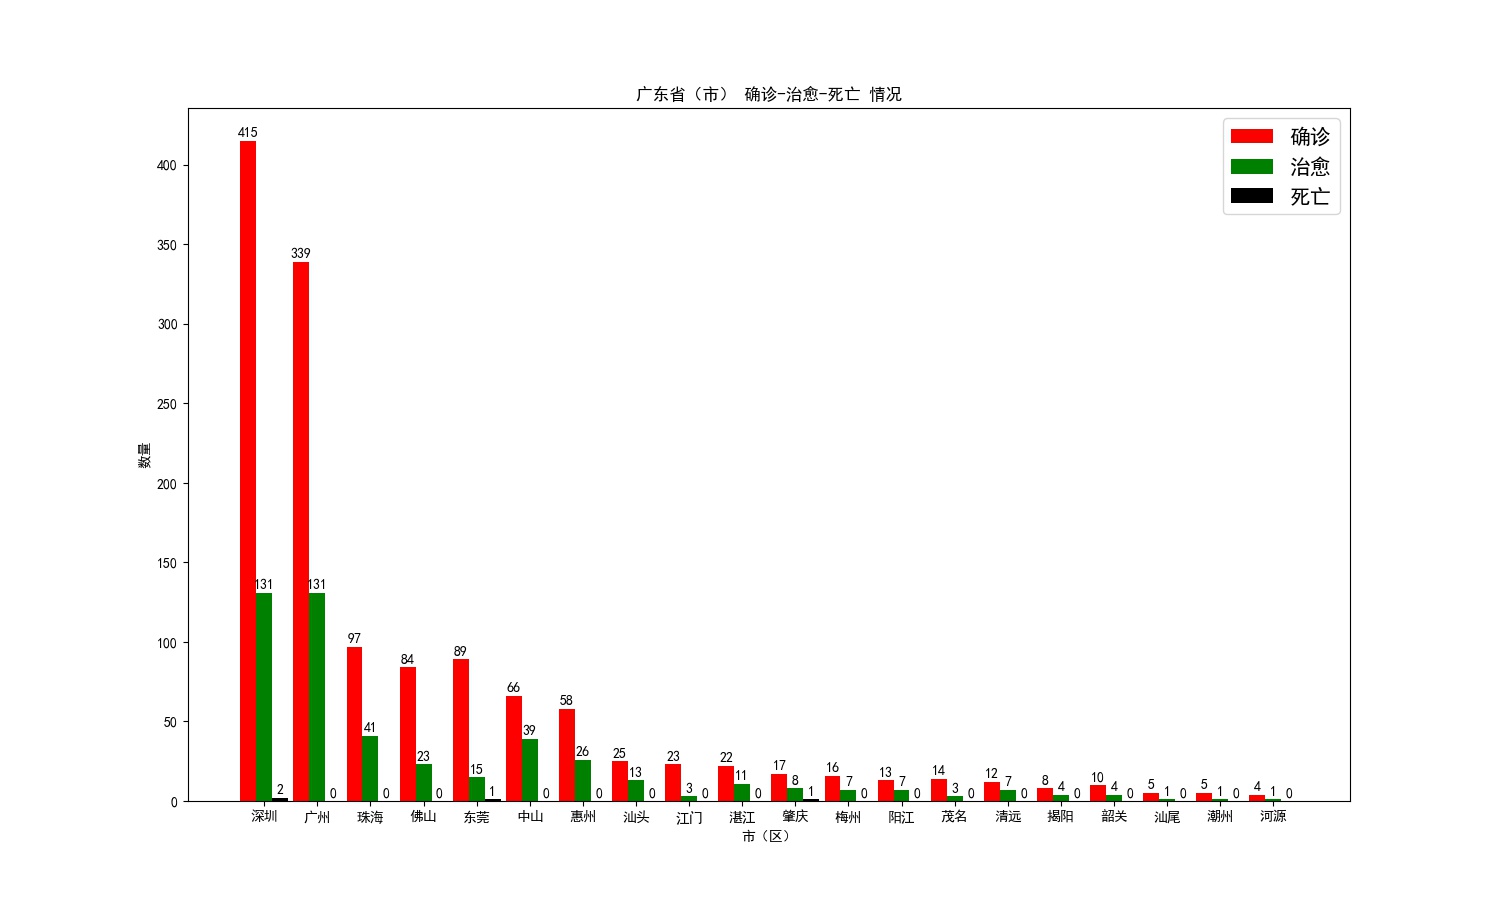 广东省（市） 确诊-治愈-死亡 情况
确诊
治愈
死亡
数量
400
350
300
250
200
150
100
50
0
415 131 2
339 131 0
97 41 0
84 23 0
89 15 1
66 39 0
58 26 0
25 13 0
23 3 0
22 11 0
17 8 1
16 7 0
13 7 0
14 3 0
12 7 0
8 4 0
10 4 0
5 1 0
5 1 0
4 1 0
深圳 广州 珠海 佛山 东莞 中山 惠州 汕头 江门 湛江 肇庆 梅州 阳江 茂名 清远 揭阳 韶关 汕尾 潮州 河源
市（区）